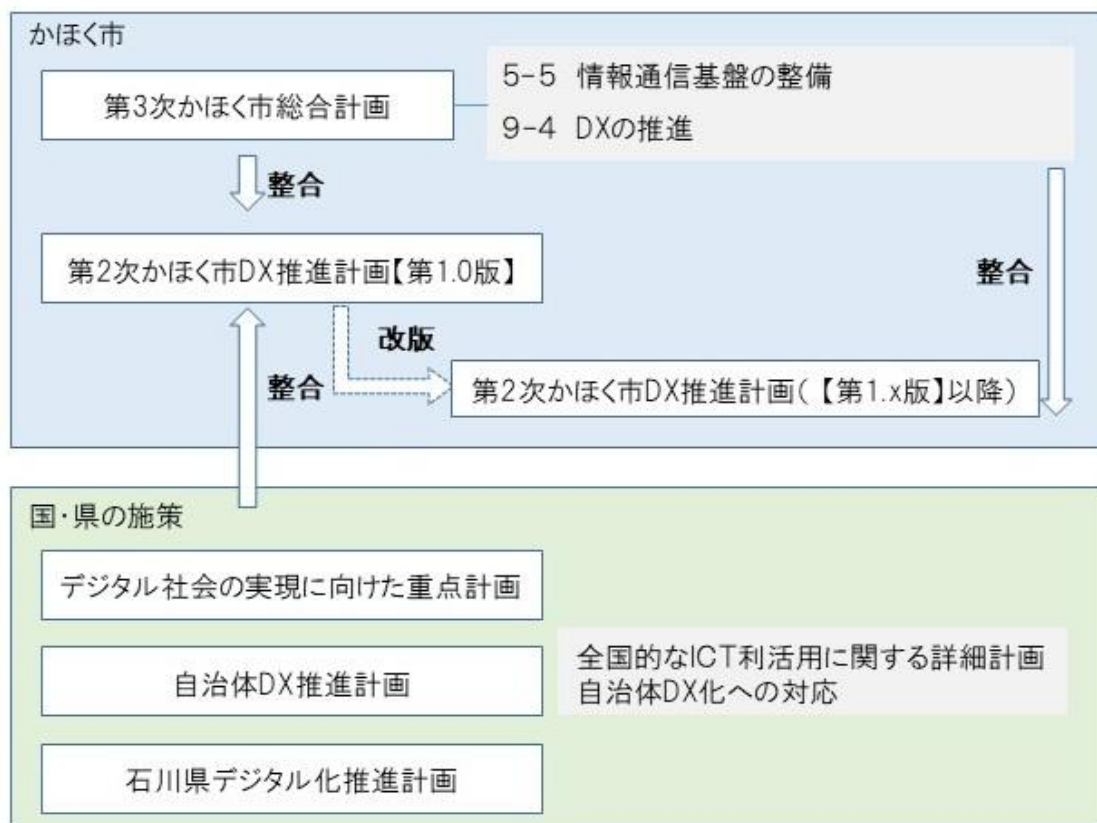 かほく市
第3次かほく市総合計画
5-5 情報通信基盤の整備
9-4 DXの推進
整合
第2次かほく市DX推進計画【第1.0版】
整合
改版
整合
第2次かほく市DX推進計画(【第1.x版】以降)
国・県の施策
デジタル社会の実現に向けた重点計画
自治体DX推進計画
全国的なICT利活用に関する詳細計画
自治体DX化への対応
石川県デジタル化推進計画